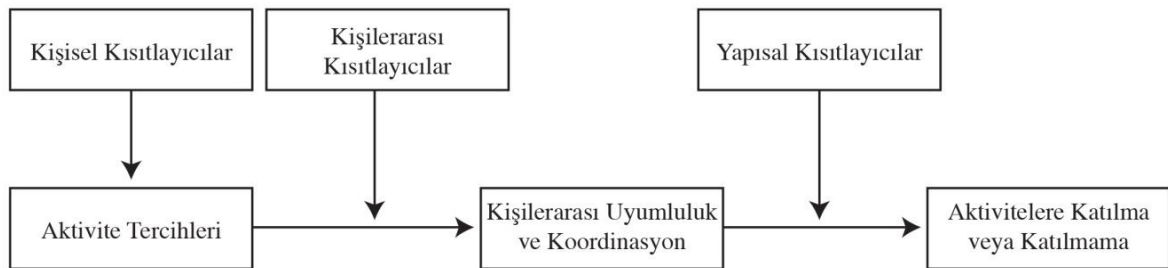 Kişisel Kısıtlayıcılar
Kişilerarası
Kısıtlayıcılar
Yapısal Kısıtlayıcılar
Aktivite Tercihleri
Kişilerarası Uyumluluk
ve Koordinasyon
Aktivitelere Katılma
veya Katılmama